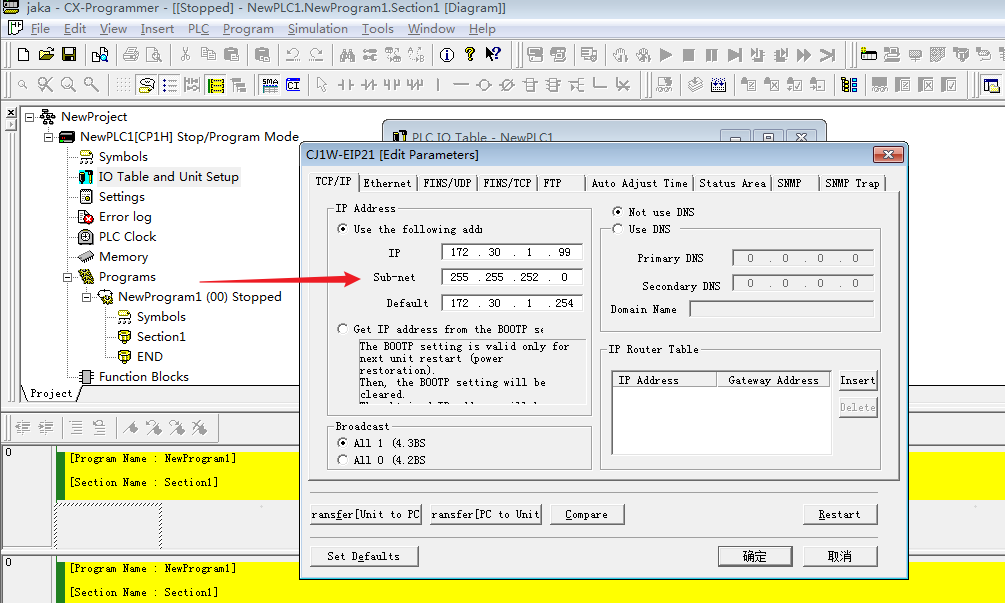 jaka - CX-Programmer - [[Stopped] - NewPLC1.NewProgram1.Section1 [Diagram]]
File Edit View Insert PLC Program Simulation Tools Window Help
SMA CI
NewProject
NewPLC1[CP1H] Stop/Program Mode
Symbols
IO Table and Unit Setup
Settings
Error log
PLC Clock
Memory
Programs
NewProgram1 (00) Stopped
Symbols
Section1
END
Function Blocks
Project
PLC IO Table - NewPLC1
CJ1W-EIP21 [Edit Parameters]
TCP/IP Ethernet FINS/UDP FINS/TCP FTP Auto Adjust Time Status Area SNMP SNMP Trap
IP Address
Use the following addr
IP 172 . 30 . 1 . 99
Sub-net 255 . 255 . 252 . 0
Default 172 . 30 . 1 . 254
Get IP address from the BOOTP se
The BOOTP setting is valid only for
next unit restart (power
restoration).
Then, the BOOTP setting will be
cleared.
Broadcast
All 1 (4.3BS
All 0 (4.2BS
Not use DNS
Use DNS
Primary DNS 0 . 0 . 0 . 0
Secondary DNS 0 . 0 . 0 . 0
Domain Name
IP Router Table
IP Address Gateway Address
Insert
Delete
ransfer[Unit to PC ransfer[PC to Unit Compare Restart
Set Defaults 确定 取消
0
[Program Name : NewProgram1]
[Section Name : Section1]
0
[Program Name : NewProgram1]
[Section Name : Section1]